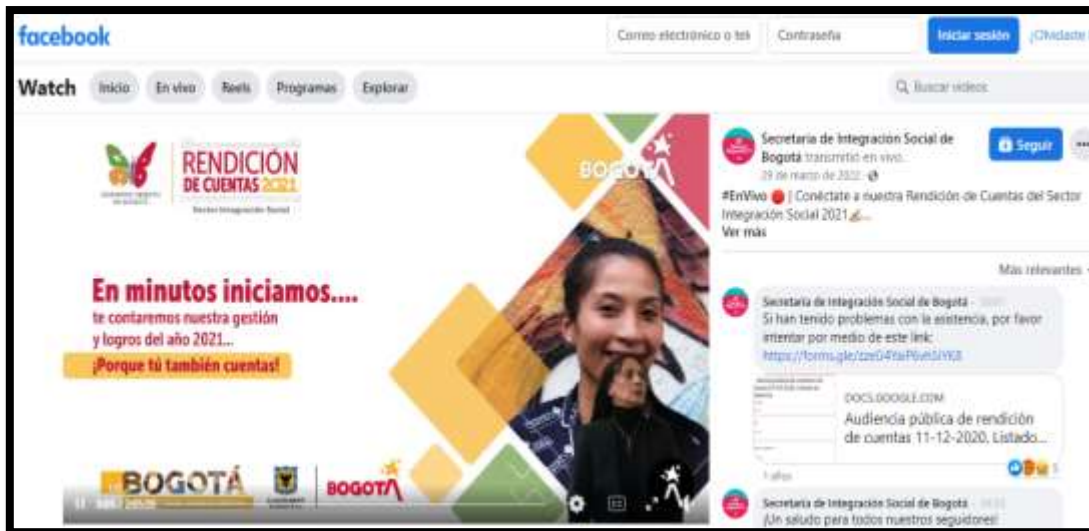 facebook
Correo electrónico o tel
Contraseña
Iniciar sesión
¿Olvidaste
Watch
Inicio
En vivo
Reels
Programas
Explorar
Buscar videos
RENDICIÓN
DE CUENTAS 2021
Sector Integración Social
BOGOTÁ
En minutos iniciamos....
te contaremos nuestra gestión
y logros del año 2021...
¡Porque tú también cuentas!
BOGOTÁ
BOGOTÁ
Secretaria de Integración Social de
Bogotá transmitió en vivo.
29 de marzo de 2022
Seguir
#EnVivo | Conéctate a nuestra Rendición de Cuentas del Sector
Integración Social 2021
...
Ver más
Más relevantes
Secretaria de Integración Social de Bogotá
Si han tenido problemas con la asistencia, por favor
intentar por medio de este link:
DOCS.GOOGLE.COM
Audiencia pública de rendición
de cuentas 11-12-2020. Listado...
5
Secretaria de Integración Social de Bogotá
¡Un saludo para todos nuestros seguidores!